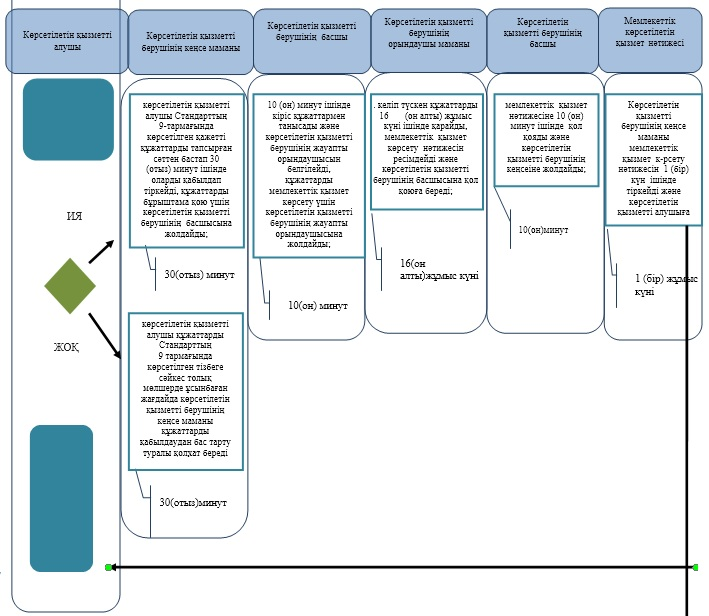 Көрсетілетін қызметті
алушы
Көрсетілетін қызметті
берушінің кеңсе маманы
Көрсетілетін қызметті
берушінің басшы
Көрсетілетін қызметті
берушінің
орындаушы маманы
Көрсетілетін
қызметті берушінің
басшы
Мемлекеттік
көрсетілетін
қызмет нәтижесі
көрсетілетін қызметті
алушы Стандарттың
9-тармағында
көрсетілген қажетті
құжаттарды тапсырған
сәттен бастап 30
(отыз) минут ішінде
оларды қабылдап
тіркейді, құжаттарды
бұрыштама қою үшін
көрсетілетін қызметті
берушінің басшысына
жолдайды;
30(отыз) минут
10 (он) минут ішінде
кіріс құжаттармен
танысады және
көрсетілетін қызметті
берушінің жауапты
орындаушысын
белгілейді,
құжаттарды
мемлекеттік қызмет
көрсету үшін
көрсетілетін қызметті
берушінің жауапты
орындаушысына
жолдайды;
10(он) минут
. келіп түскен құжаттарды
16 (он алты) жұмыс
күні ішінде қарайды,
мемлекеттік қызмет
көрсету нәтижесін
ресімдейді және
көрсетілетін қызметті
берушінің басшысына қол
қоюға береді;
16(он
алты)жұмыс күні
мемлекеттік қызмет
нәтижесіне 10 (он)
минут ішінде қол
қояды және
көрсетілетін
қызметті берушінің
кеңсеіне жолдайды;
10(он)минут
Көрсетілетін
қызметті
берушінің кеңсе
маманы
мемлекеттік
қызмет к-рсету
нәтижесін 1 (бір)
күн ішінде
тіркейді және
көрсетілетін
қызметті алушыға
1 (бір) жұмыс
күні
ИЯ
ЖОҚ
көрсетілетін қызметті
алушы құжаттарды
Стандарттың
9 тармағында
көрсетілген тізбеге
сәйкес толық
мөлшерде ұсынбаған
жағдайда көрсетілетін
қызметті берушінің
кеңсе маманы
құжаттарды
қабылдаудан бас тарту
туралы қолхат береді
30(отыз)минут